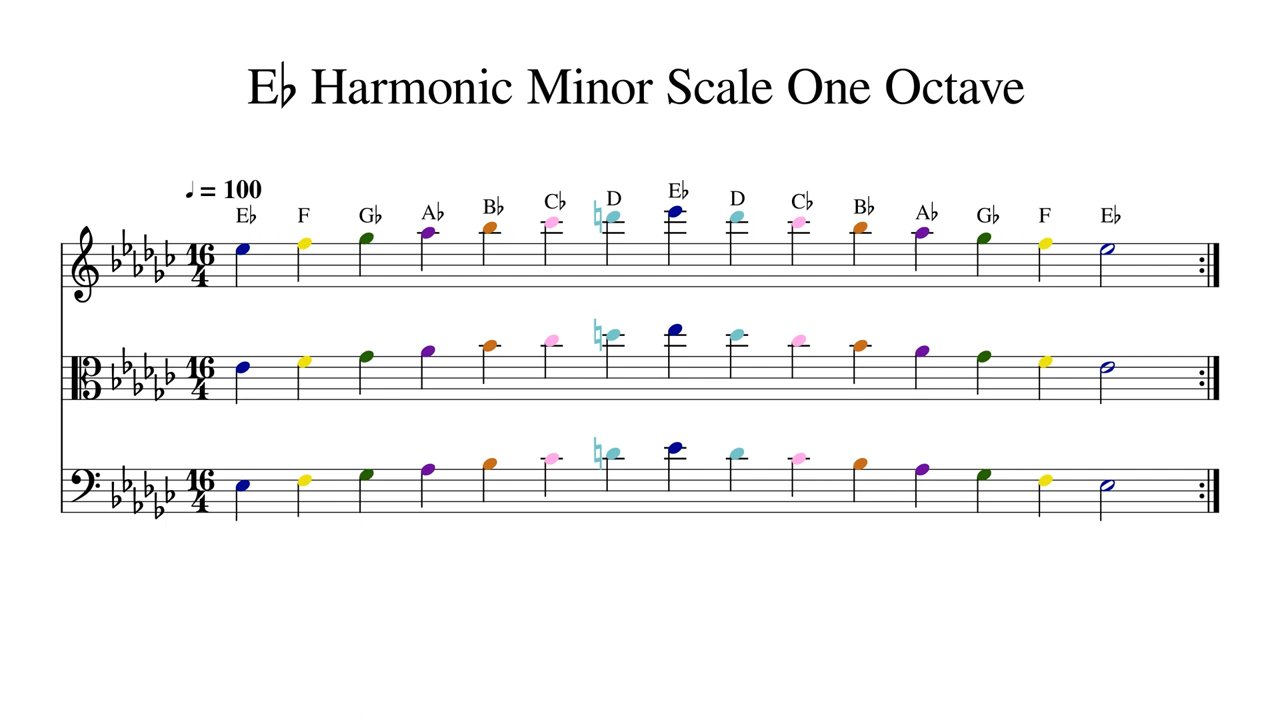 E♭ Harmonic Minor Scale One Octave
♩ = 100
E♭ F G♭ A♭ B♭ C♭ D E♭ D C♭ B♭ A♭ G♭ F E♭
16
4
16
4
16
4